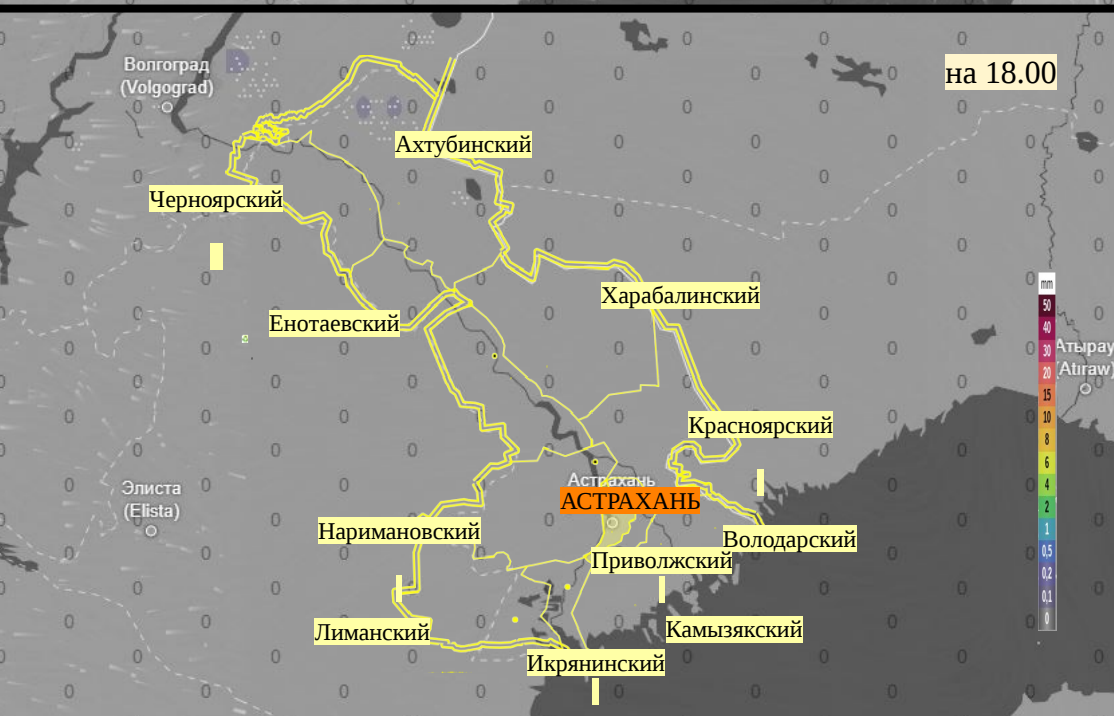 на 18.00
Волгоград
(Volgograd)
Ахтубинский
Черноярский
Харабалинский
Енотаевский
mm
50
40
30
20
15
10
8
6
4
2
1
0,5
0,2
0,1
0
Атырау
(Atıraw)
Красноярский
Астрахань
АСТРАХАНЬ
Элиста
(Elista)
Наримановский
Володарский
Приволжский
Лиманский
Камызякский
Икрянинский